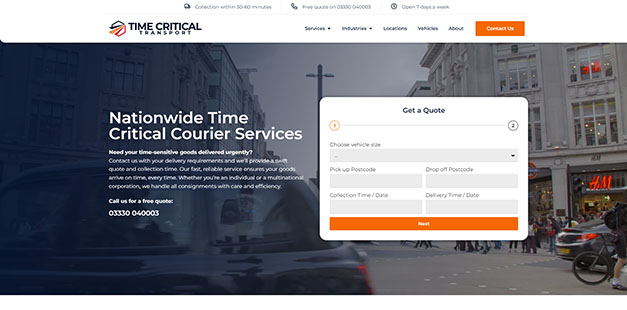 Collection within 30-60 minutes
Free quote on 03330 040003
Open 7 days a week
TIME CRITICAL
TRANSPORT
Services
Industries
Locations
Vehicles
About
Contact Us
Nationwide Time
Critical Courier Services
Need your time-sensitive goods delivered urgently?
Contact us with your delivery requirements and we'll provide a swift
quote and collection time. Our fast, reliable service ensures your goods
arrive on time, every time. Whether you're an individual or a multinational
corporation, we handle all consignments with care and efficiency.
Call us for a free quote:
03330 040003
Get a Quote
1
2
Choose vehicle size
Pick up Postcode
Drop off Postcode
Collection Time / Date
Delivery Time / Date
Next
H&M
H&M